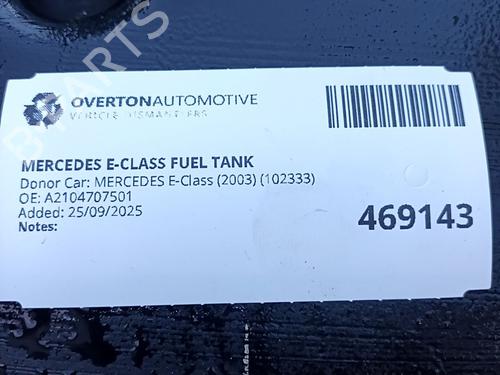 OVERTONAUTOMOTIVE
VEHICLE DISMANTLERS
MERCEDES E-CLASS FUEL TANK
Donor Car: MERCEDES E-Class (2003) (102333)
OE: A2104707501
Added: 25/09/2025
Notes:
469143